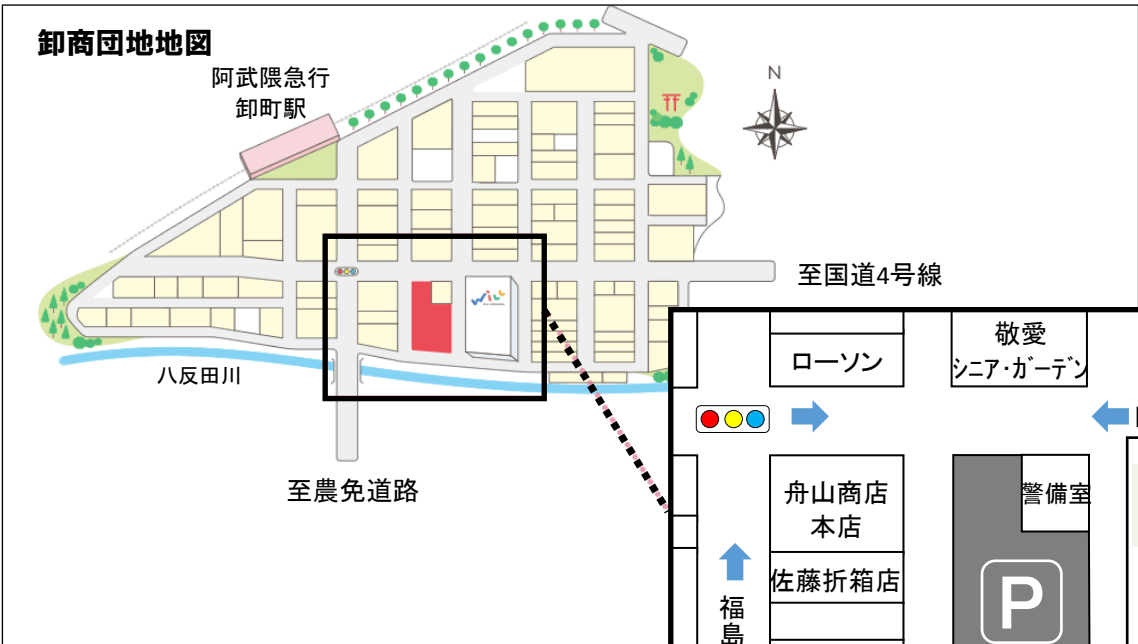 卸商団地地図
阿武隈急行
卸町駅
N
至国道4号線
八反田川
至農免道路
ローソン
敬愛
シニア・ガーデン
舟山商店
本店
警備室
佐藤折箱店
P
福島